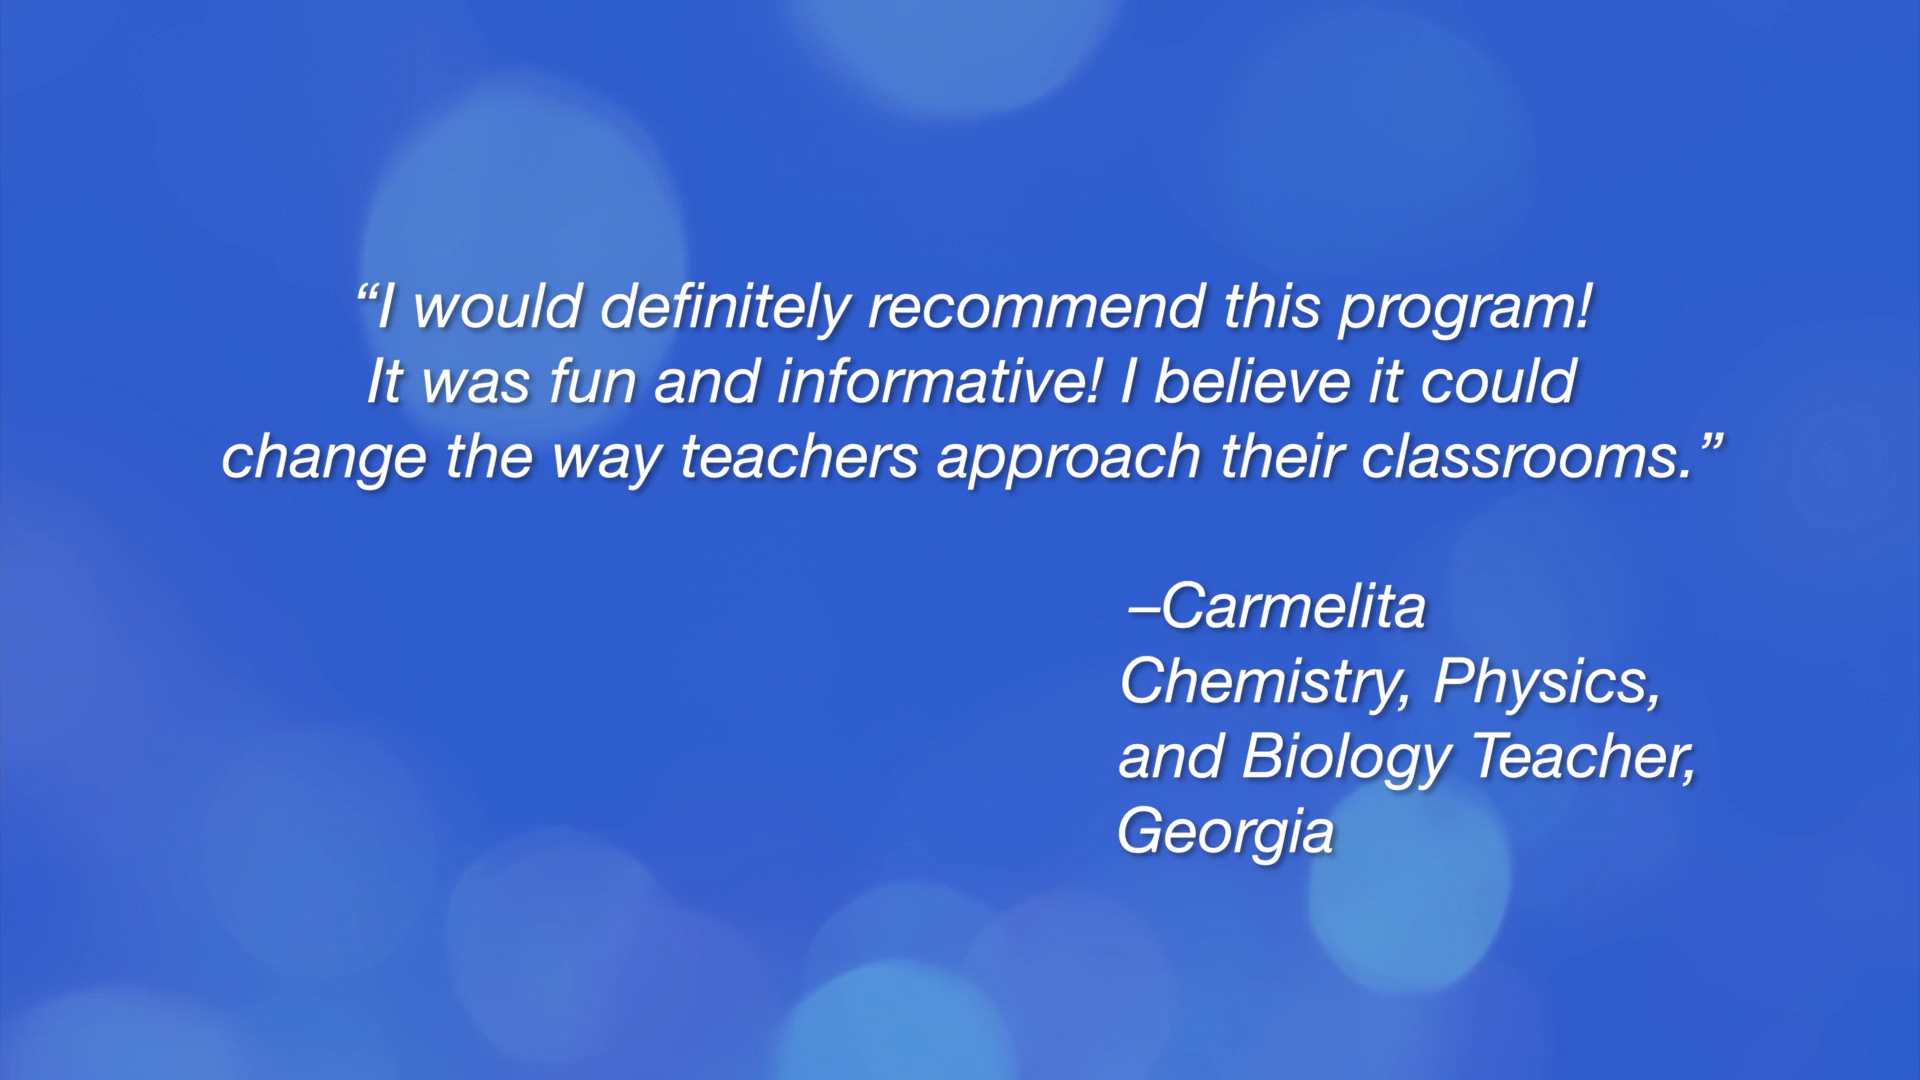 “I would definitely recommend this program!
It was fun and informative! I believe it could
change the way teachers approach their classrooms.”
–Carmelita
Chemistry, Physics,
and Biology Teacher,
Georgia